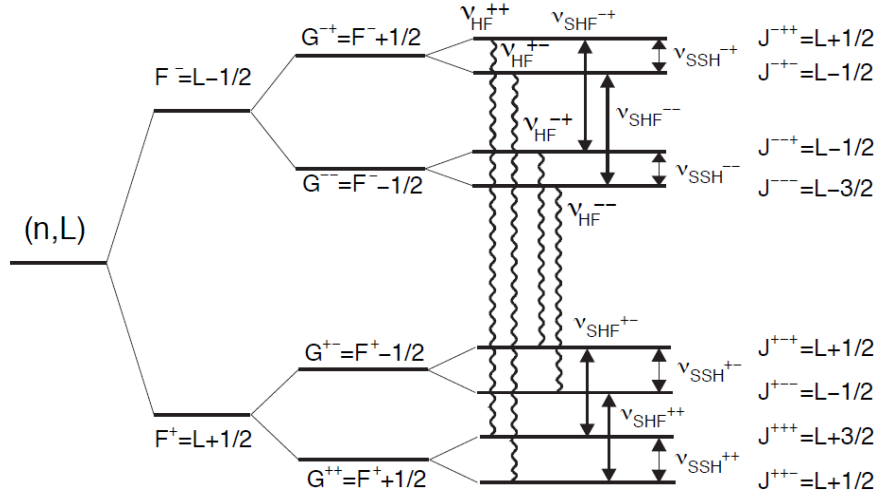 ν_HF^++
ν_SHF^-+
G^-+=F^-+1/2
ν_HF^+-
ν_SSH^-+
J^-++=L+1/2
J^-+-=L-1/2
F^-=L-1/2
ν_HF^-+
ν_SHF^--
G^--=F^--1/2
ν_SSH^--
J^--+=L-1/2
J^---=L-3/2
ν_HF^--
(n,L)
ν_SHF^+-
G^+-=F^+-1/2
ν_SSH^+-
J^+-+=L+1/2
J^+--=L-1/2
F^+=L+1/2
ν_SHF^++
G^++=F^++1/2
ν_SSH^++
J^+++=L+3/2
J^++-=L+1/2